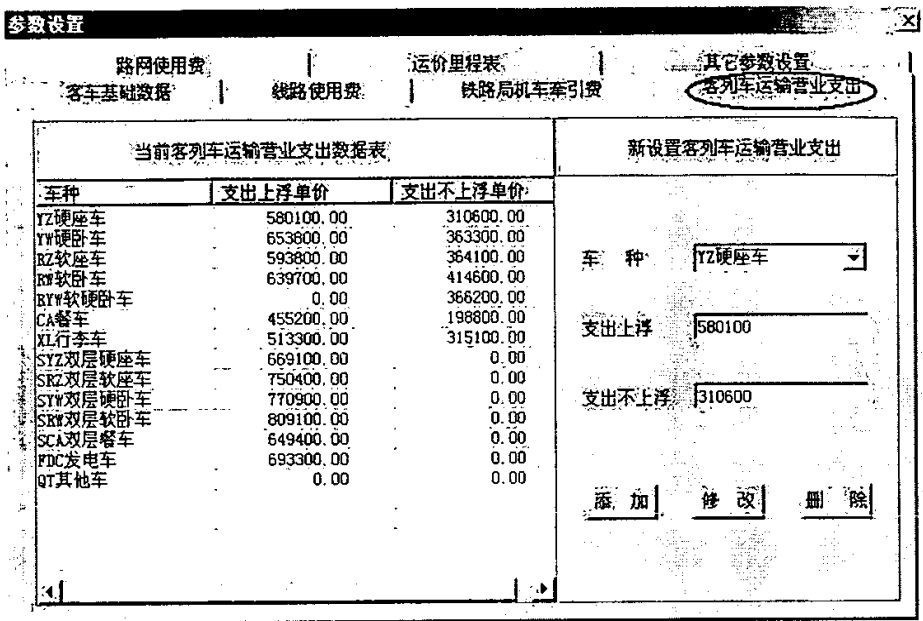 参数设置
路网使用费 运价里程表 其它参数设置
客车基础数据 线路使用费 铁路局机车牵引费 客列车运输营业支出
当前客列车运输营业支出数据表 新设置客列车运输营业支出
车种 支出上浮单价 支出不上浮单价
YZ硬座车 580100.00 310600.00
YW硬卧车 653800.00 363300.00
RZ软座车 593800.00 364100.00
RW软卧车 639700.00 414600.00
RYW软硬卧车 0.00 366200.00
CA餐车 455200.00 198800.00
XL行李车 513300.00 315100.00
SYZ双层硬座车 669100.00 0.00
SRZ双层软座车 750400.00 0.00
SYW双层硬卧车 770900.00 0.00
SRW双层软卧车 809100.00 0.00
SCA双层餐车 649400.00 0.00
FDC发电车 693300.00 0.00
QT其他车 0.00 0.00
车 种 YZ硬座车
支出上浮 580100
支出不上浮 310600
添 加 修 改 删 除